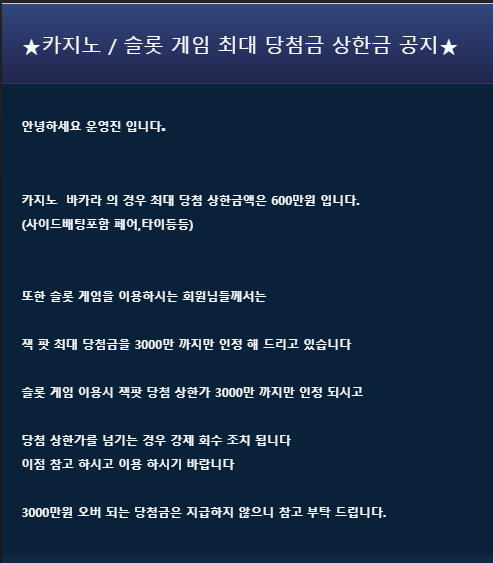 ★카지노 / 슬롯 게임 최대 당첨금 상한금 공지★
안녕하세요 운영진 입니다.
카지노 바카라 의 경우 최대 당첨 상한금액은 600만원 입니다.
(사이드배팅포함 페어,타이등등)
또한 슬롯 게임을 이용하시는 회원님들께서는
잭 팟 최대 당첨금을 3000만 까지만 인정 해 드리고 있습니다
슬롯 게임 이용시 잭팟 당첨 상한가 3000만 까지만 인정 되시고
당첨 상한가를 넘기는 경우 강제 회수 조치 됩니다
이점 참고 하시고 이용 하시기 바랍니다
3000만원 오버 되는 당첨금은 지급하지 않으니 참고 부탁 드립니다.